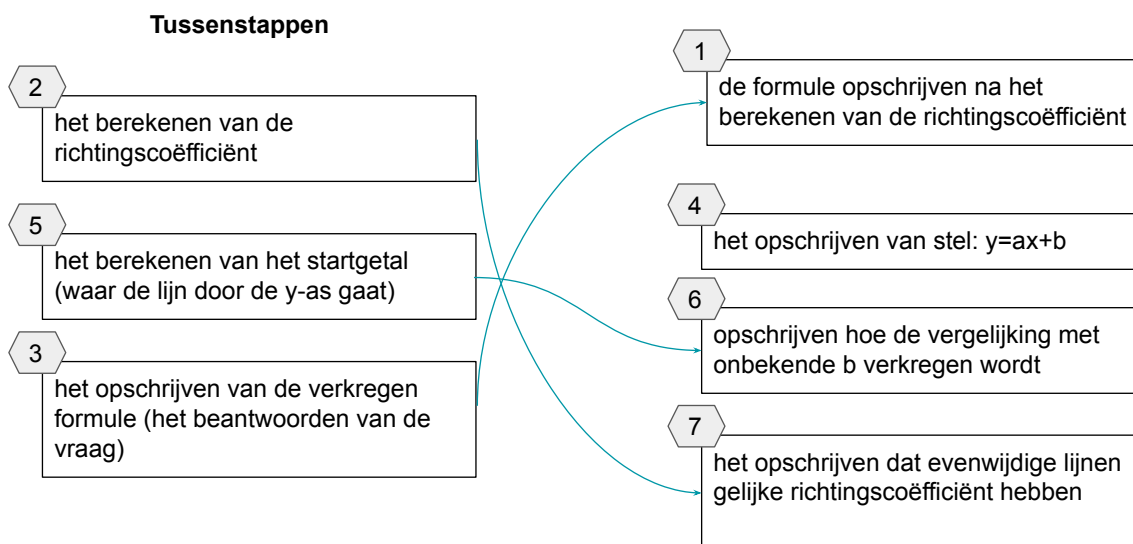 Tussenstappen
2
het berekenen van de
richtingscoëfficiënt
5
het berekenen van het startgetal
(waar de lijn door de y-as gaat)
3
het opschrijven van de verkregen
formule (het beantwoorden van de
vraag)
1
de formule opschrijven na het
berekenen van de richtingscoëfficiënt
4
het opschrijven van stel: y=ax+b
6
opschrijven hoe de vergelijking met
onbekende b verkregen wordt
7
het opschrijven dat evenwijdige lijnen
gelijke richtingscoëfficiënt hebben